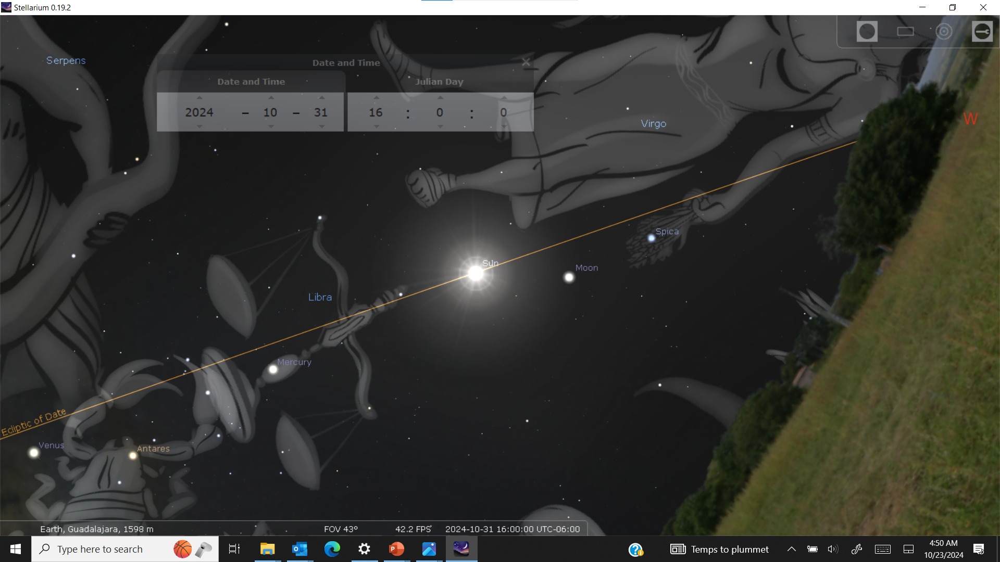 Stellarium 0.19.2
Serpens
Date and Time
Date and Time
Julian Day
2024 - 10 - 31
16 : 0 : 0
W
Virgo
Spica
Sun
Moon
Libra
Mercury
Ecliptic of Date
Venus
Antares
Earth, Guadalajara, 1598 m
FOV 43°
42.2 FPS
2024-10-31 16:00:00 UTC-06:00
Type here to search
Temps to plummet
4:50 AM
10/23/2024